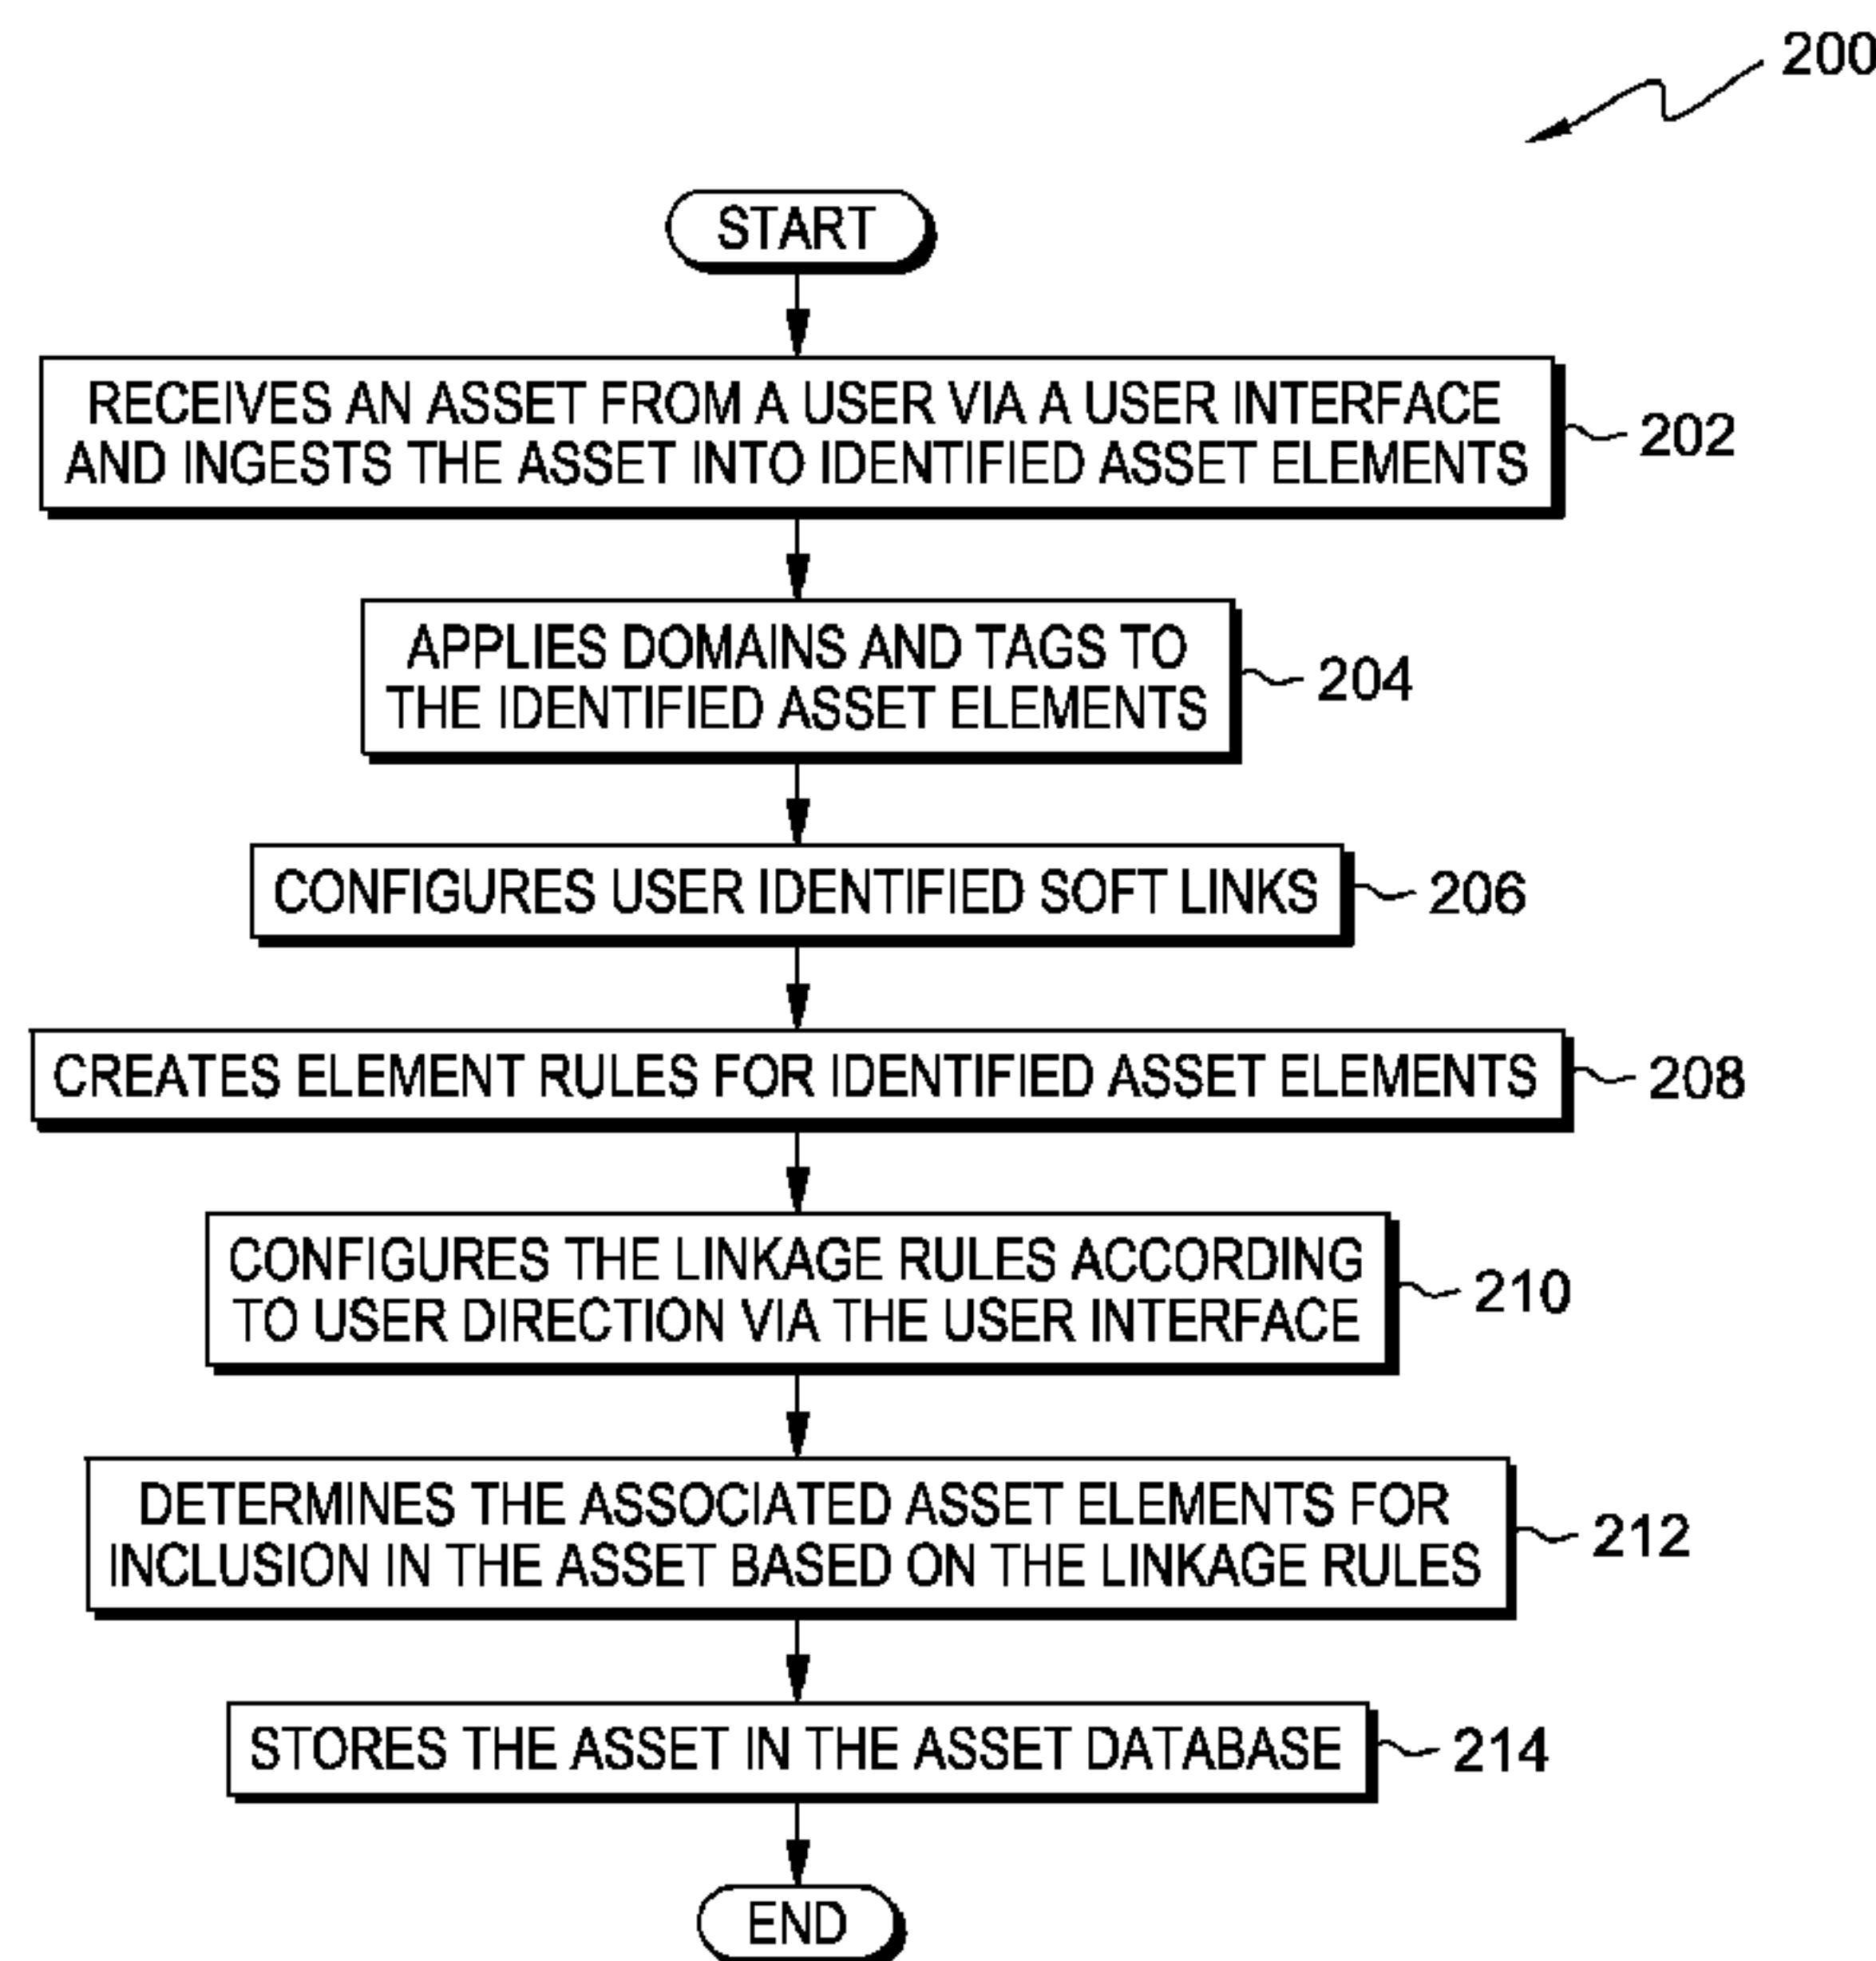 200
START
RECEIVES AN ASSET FROM A USER VIA A USER INTERFACE
AND INGESTS THE ASSET INTO IDENTIFIED ASSET ELEMENTS
202
APPLIES DOMAINS AND TAGS TO
THE IDENTIFIED ASSET ELEMENTS
204
CONFIGURES USER IDENTIFIED SOFT LINKS
206
CREATES ELEMENT RULES FOR IDENTIFIED ASSET ELEMENTS
208
CONFIGURES THE LINKAGE RULES ACCORDING
TO USER DIRECTION VIA THE USER INTERFACE
210
DETERMINES THE ASSOCIATED ASSET ELEMENTS FOR
INCLUSION IN THE ASSET BASED ON THE LINKAGE RULES
212
STORES THE ASSET IN THE ASSET DATABASE
214
END